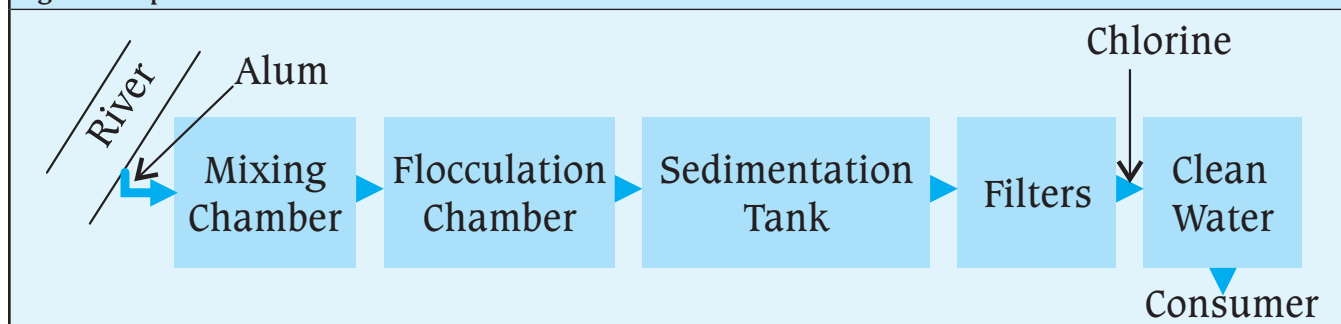 River
Alum
Chlorine
Mixing
Chamber
Flocculation
Chamber
Sedimentation
Tank
Filters
Clean
Water
Consumer